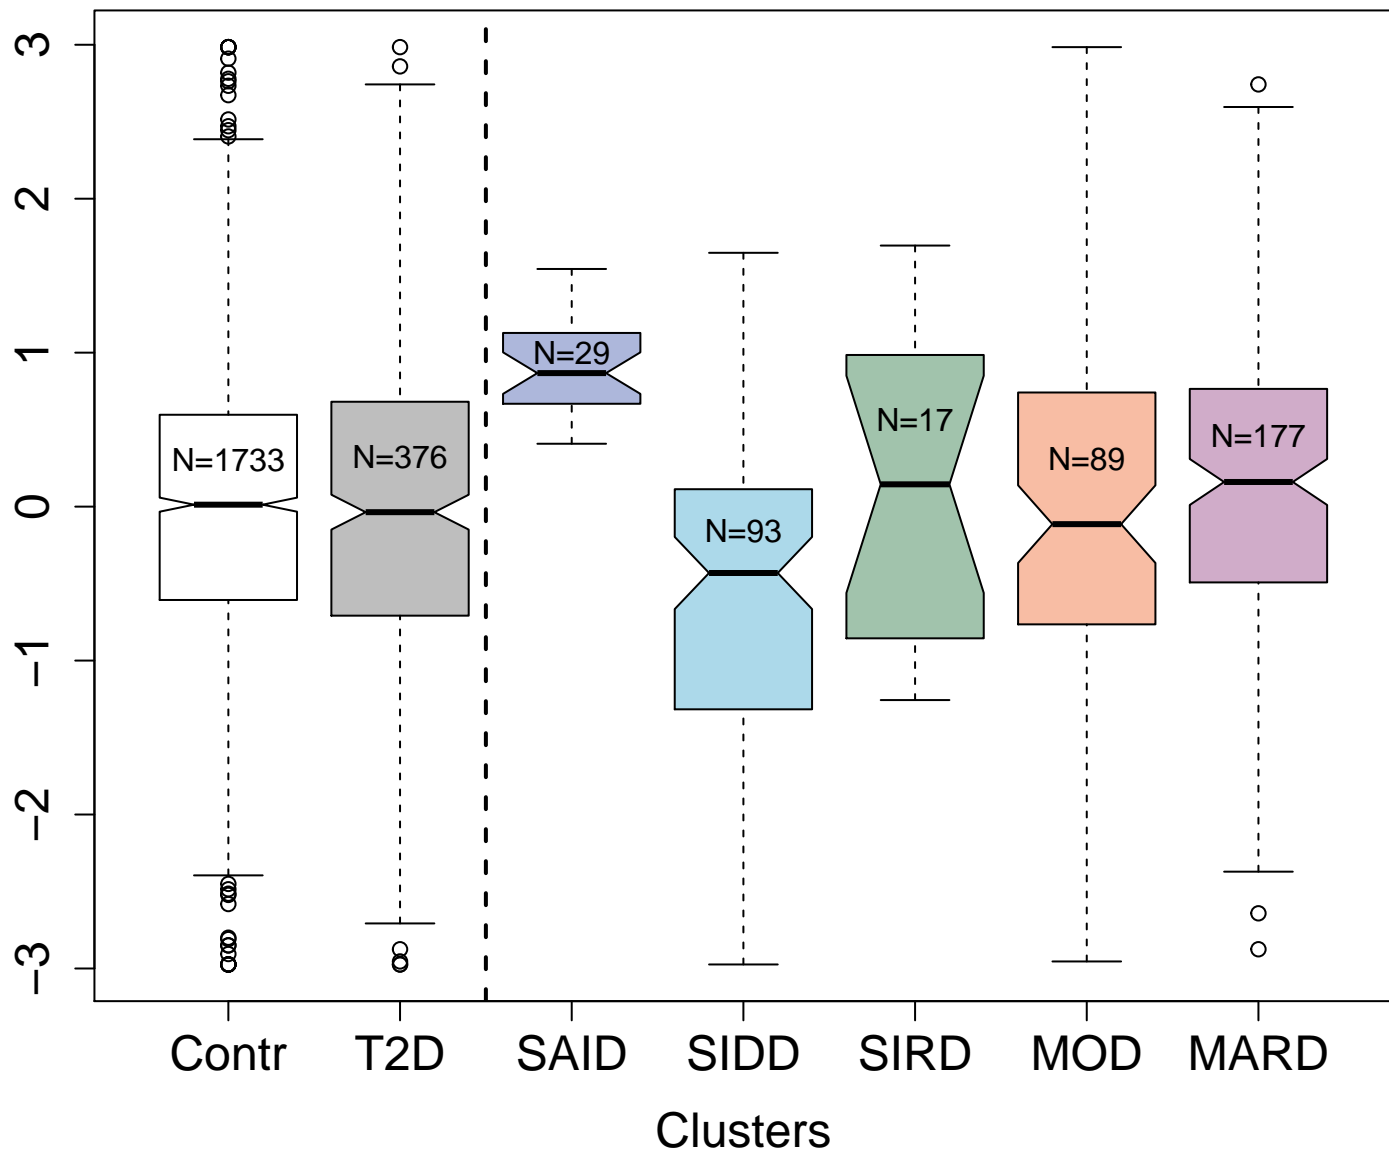 3
2
1
0
−1
−2
−3
N=1733
N=376
N=29
N=93
N=17
N=89
N=177
Contr T2D SAID SIDD SIRD MOD MARD
Clusters